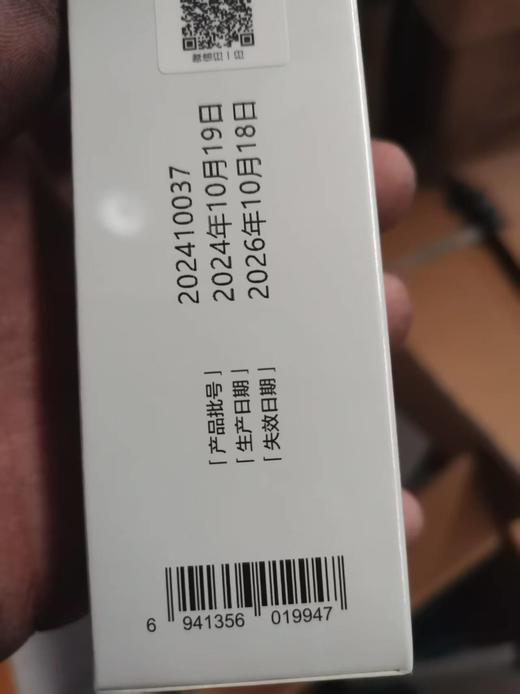 「产品批号」 202410037
「生产日期」 2024年10月19日
「失效日期」 2026年10月18日
6 941356 019947